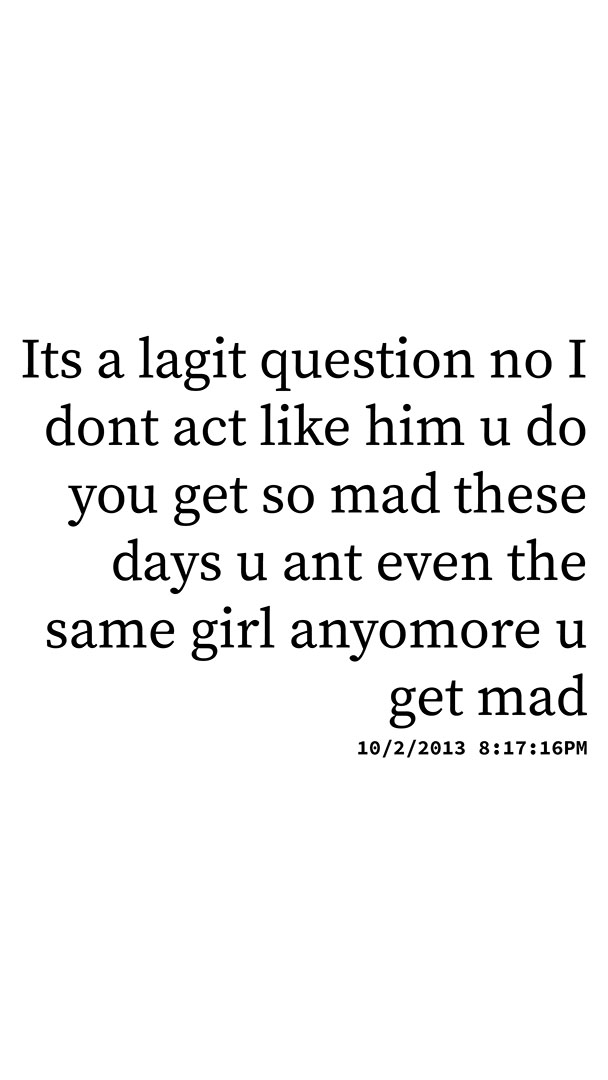 Its a lagit question no I
dont act like him u do
you get so mad these
days u ant even the
same girl anyomore u
get mad
10/2/2013 8:17:16PM